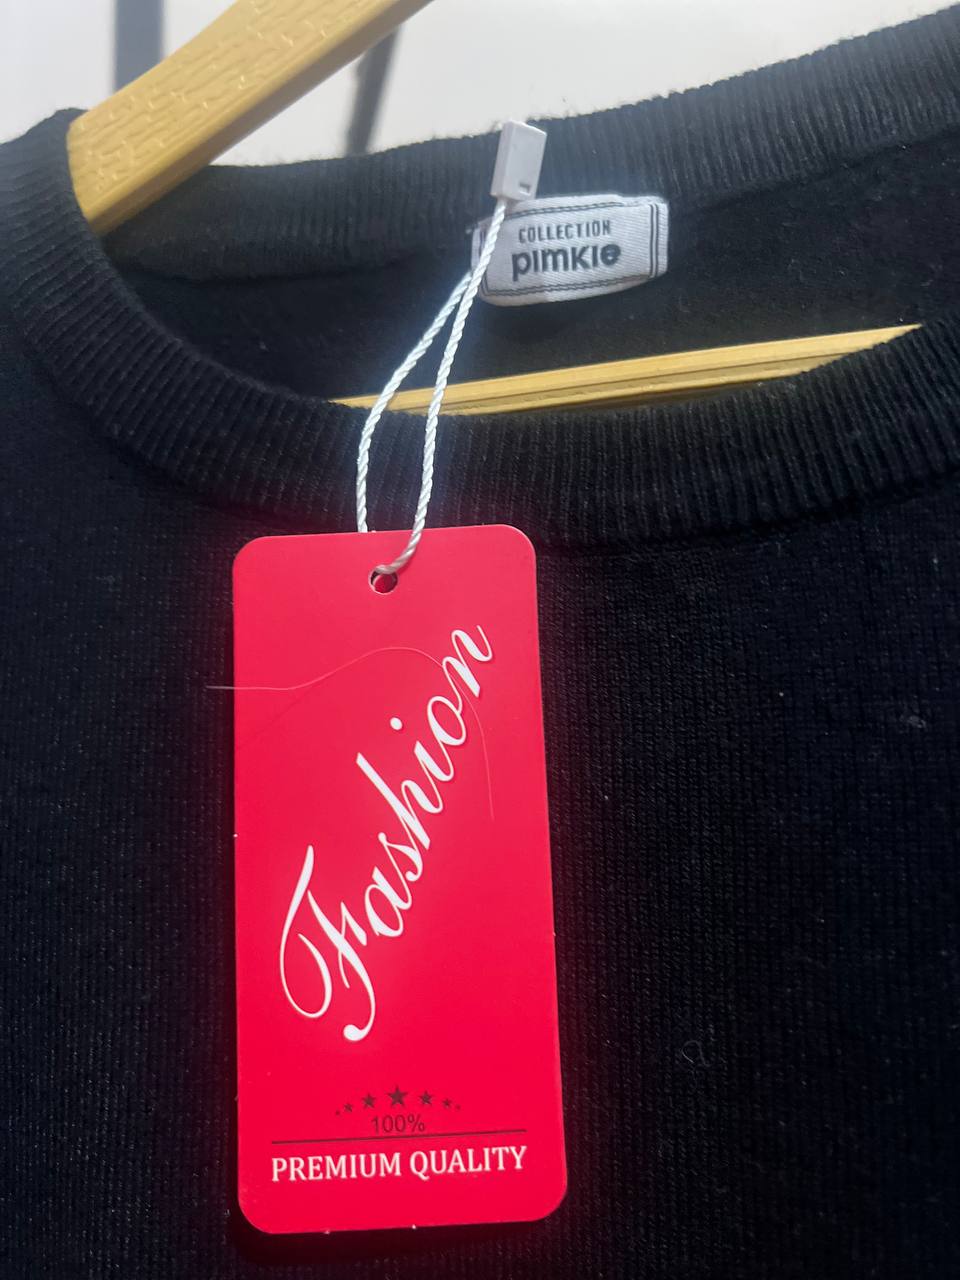 COLLECTION
pimkie
Fashion
100%
PREMIUM QUALITY